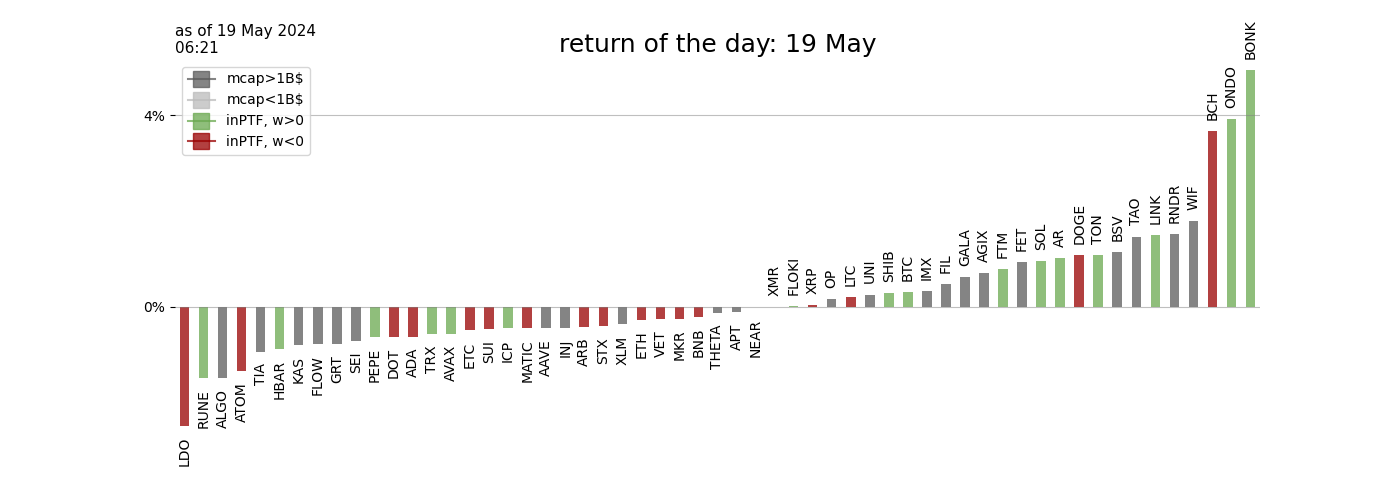 as of 19 May 2024
06:21
return of the day: 19 May
mcap>1B$
mcap<1B$
inPTF, w>0
inPTF, w<0
4%
0%
LDO
RUNE
ALGO
ATOM
TIA
HBAR
KAS
FLOW
GRT
SEI
PEPE
DOT
ADA
TRX
AVAX
ETC
SUI
ICP
MATIC
AAVE
INJ
ARB
STX
XLM
ETH
VET
MKR
BNB
THETA
APT
NEAR
XMR
FLOKI
XRP
OP
LTC
UNI
SHIB
BTC
IMX
FIL
GALA
AGIX
FTM
FET
SOL
AR
DOGE
TON
BSV
TAO
LINK
RNDR
WIF
BCH
ONDO
BONK